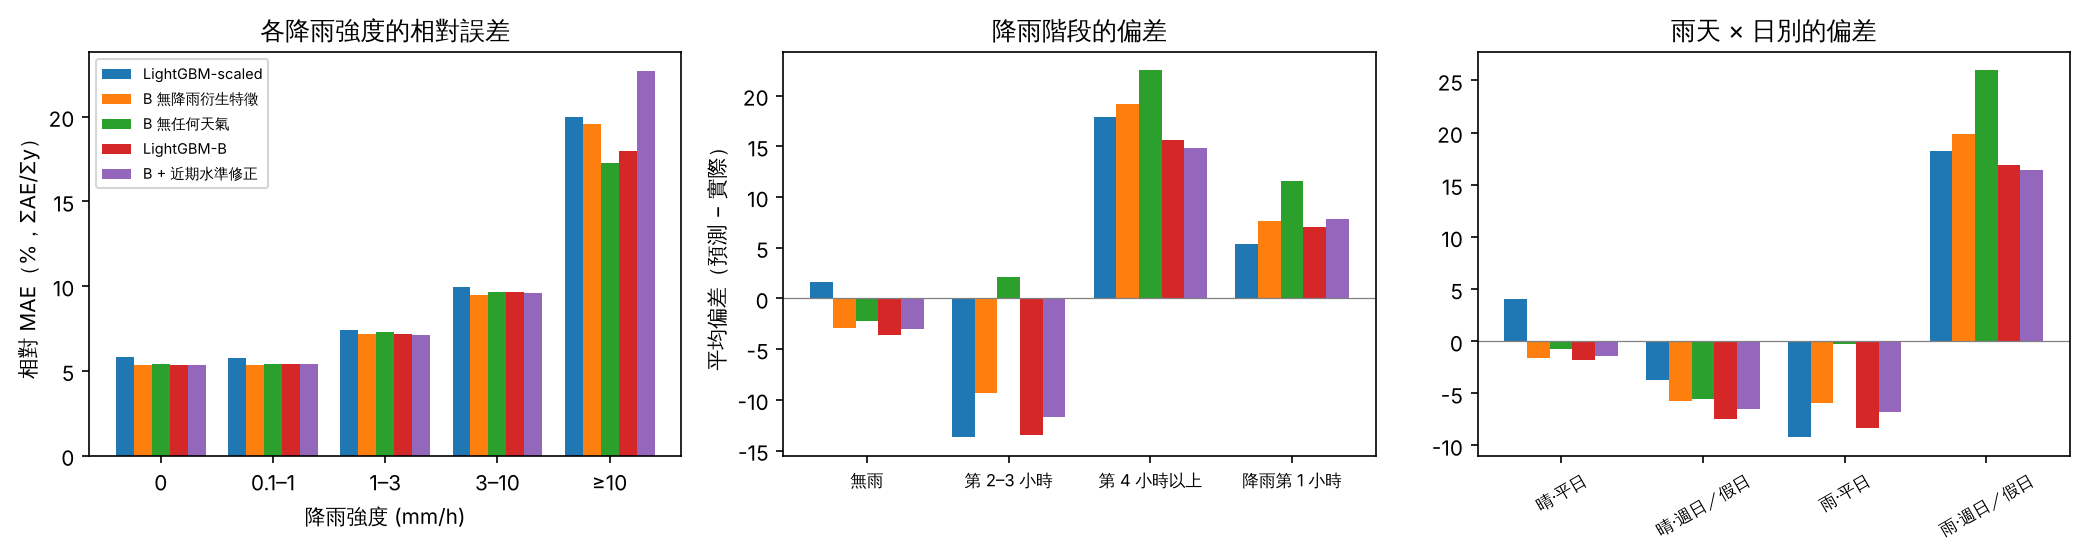 各降雨強度的相對誤差
相對 MAE（%，ΣAE/Σy）
20
15
10
5
0
LightGBM-scaled
B 無降雨衍生特徵
B 無任何天氣
LightGBM-B
B + 近期水準修正
0
0.1–1
1–3
3–10
≥10
降雨強度 (mm/h)
降雨階段的偏差
平均偏差（預測 − 實際）
20
15
10
5
0
-5
-10
-15
無雨
第 2–3 小時
第 4 小時以上
降雨第 1 小時
雨天 × 日別的偏差
25
20
15
10
5
0
-5
-10
晴·平日
晴·週日／假日
雨·平日
雨·週日／假日